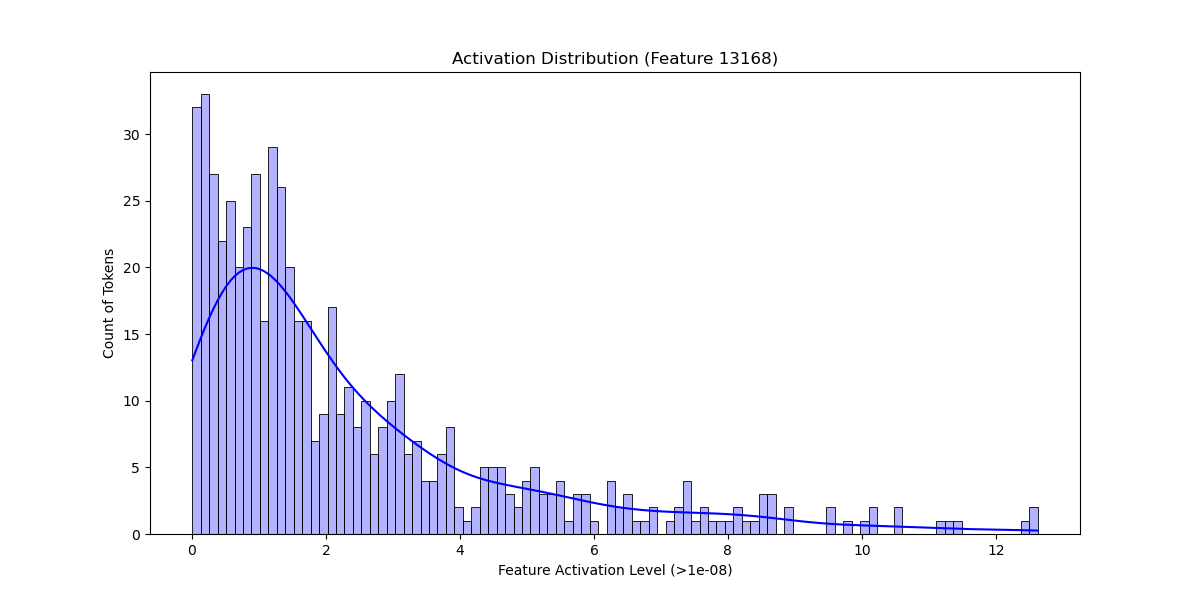 Activation Distribution (Feature 13168)
Count of Tokens
30
25
20
15
10
5
0
0 2 4 6 8 10 12
Feature Activation Level (>1e-08)